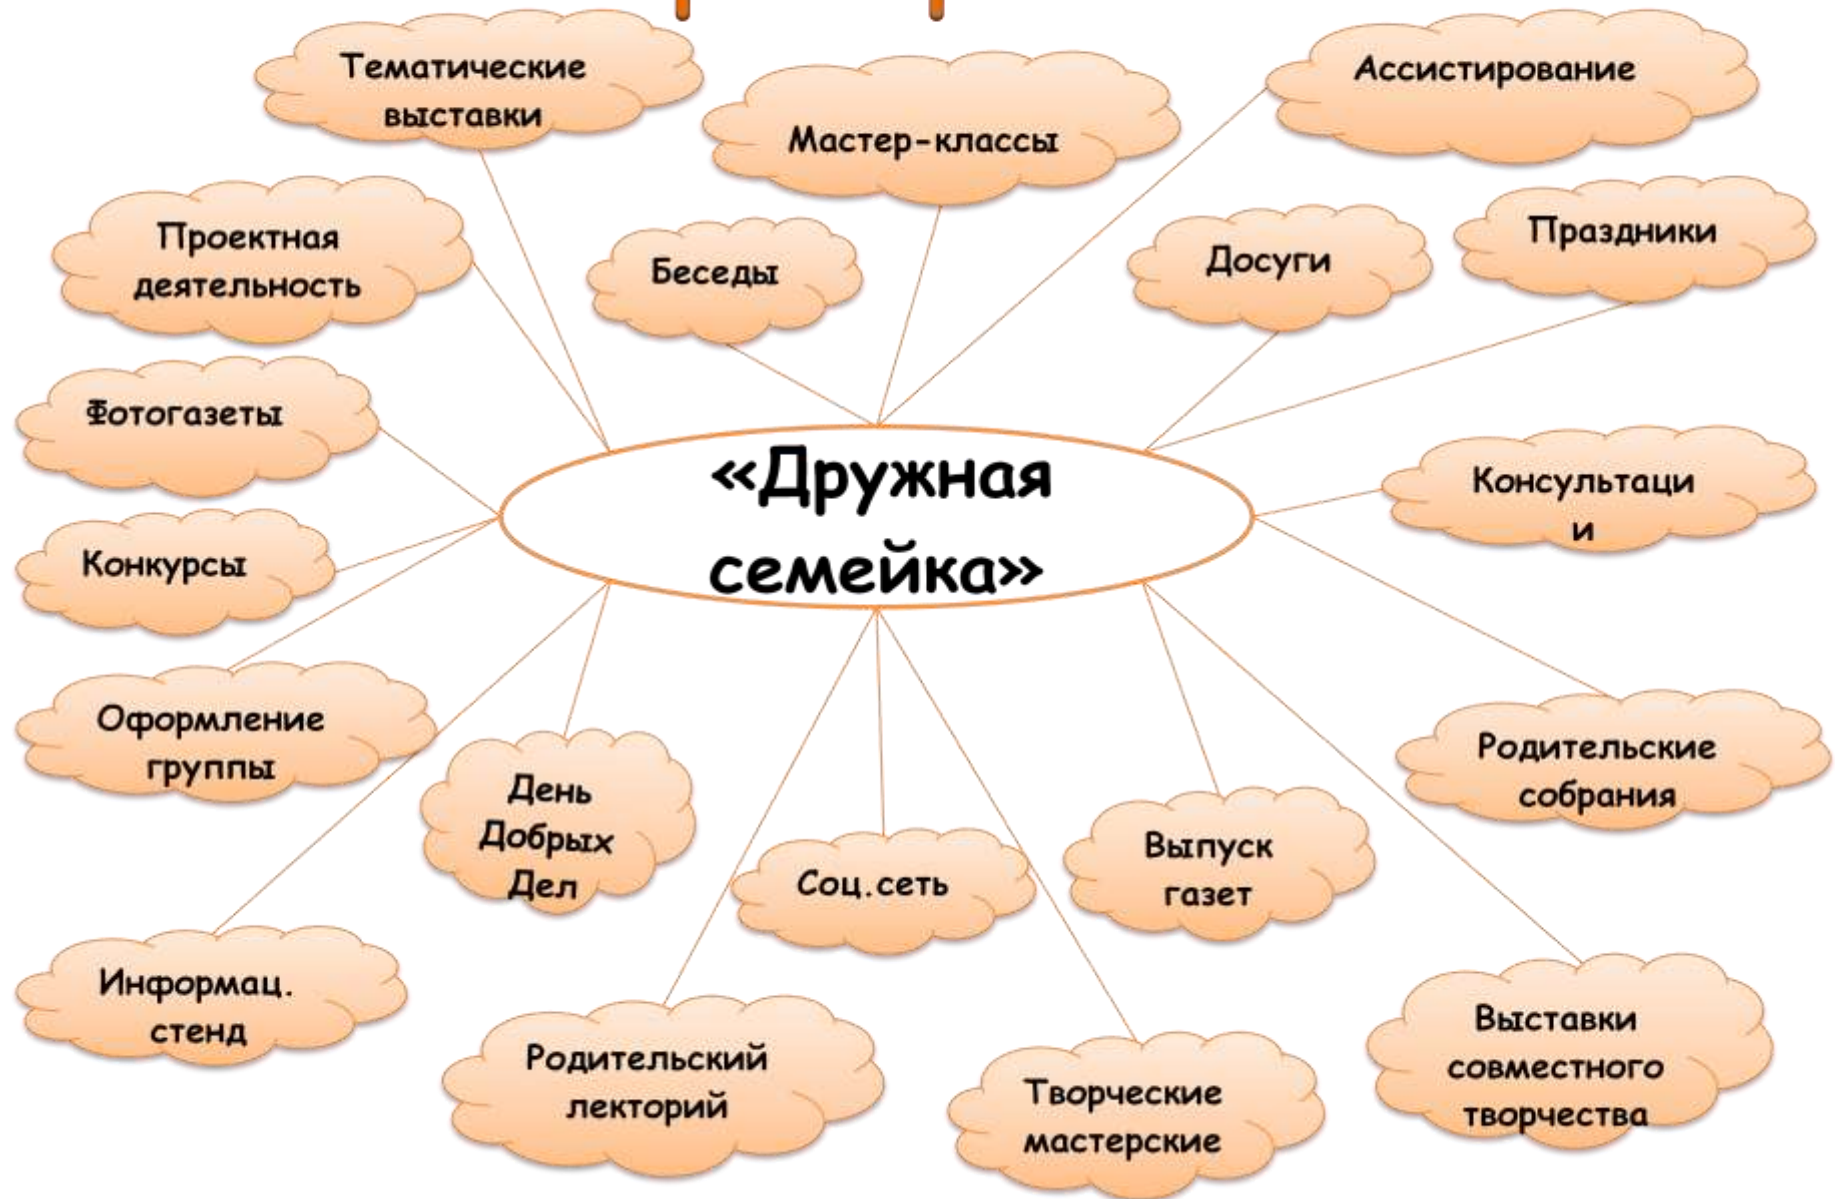 Тематические
выставки
Мастер-классы
Ассистирование
Проектная
деятельность
Беседы
Досуги
Праздники
Фотогазеты
«Дружная
семейка»
Консультаци
и
Конкурсы
Оформление
группы
День
Добрых
Дел
Соц.сеть
Выпуск
газет
Родительские
собрания
Информац.
стенд
Родительский
лекторий
Творческие
мастерские
Выставки
совместного
творчества